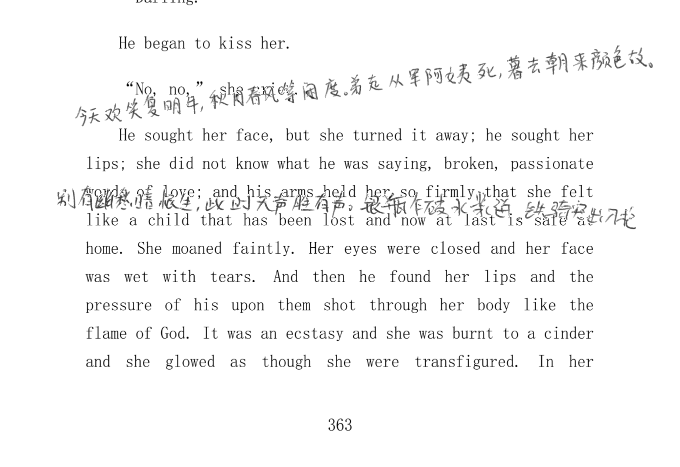 Darling.
He began to kiss her.
“No, no,” she cried.
今天欢笑复明年,秋月春风等闲度。弟走从军阿姨死,暮去朝来颜色故。
He sought her face, but she turned it away; he sought her
lips; she did not know what he was saying, broken, passionate
words of love; and his arms held her so firmly that she felt
别有幽愁暗恨生,此时无声胜有声。银瓶乍破水浆迸 铁骑突出刀枪
like a child that has been lost and now at last is safe at
home. She moaned faintly. Her eyes were closed and her face
was wet with tears. And then he found her lips and the
pressure of his upon them shot through her body like the
flame of God. It was an ecstasy and she was burnt to a cinder
and she glowed as though she were transfigured. In her
363